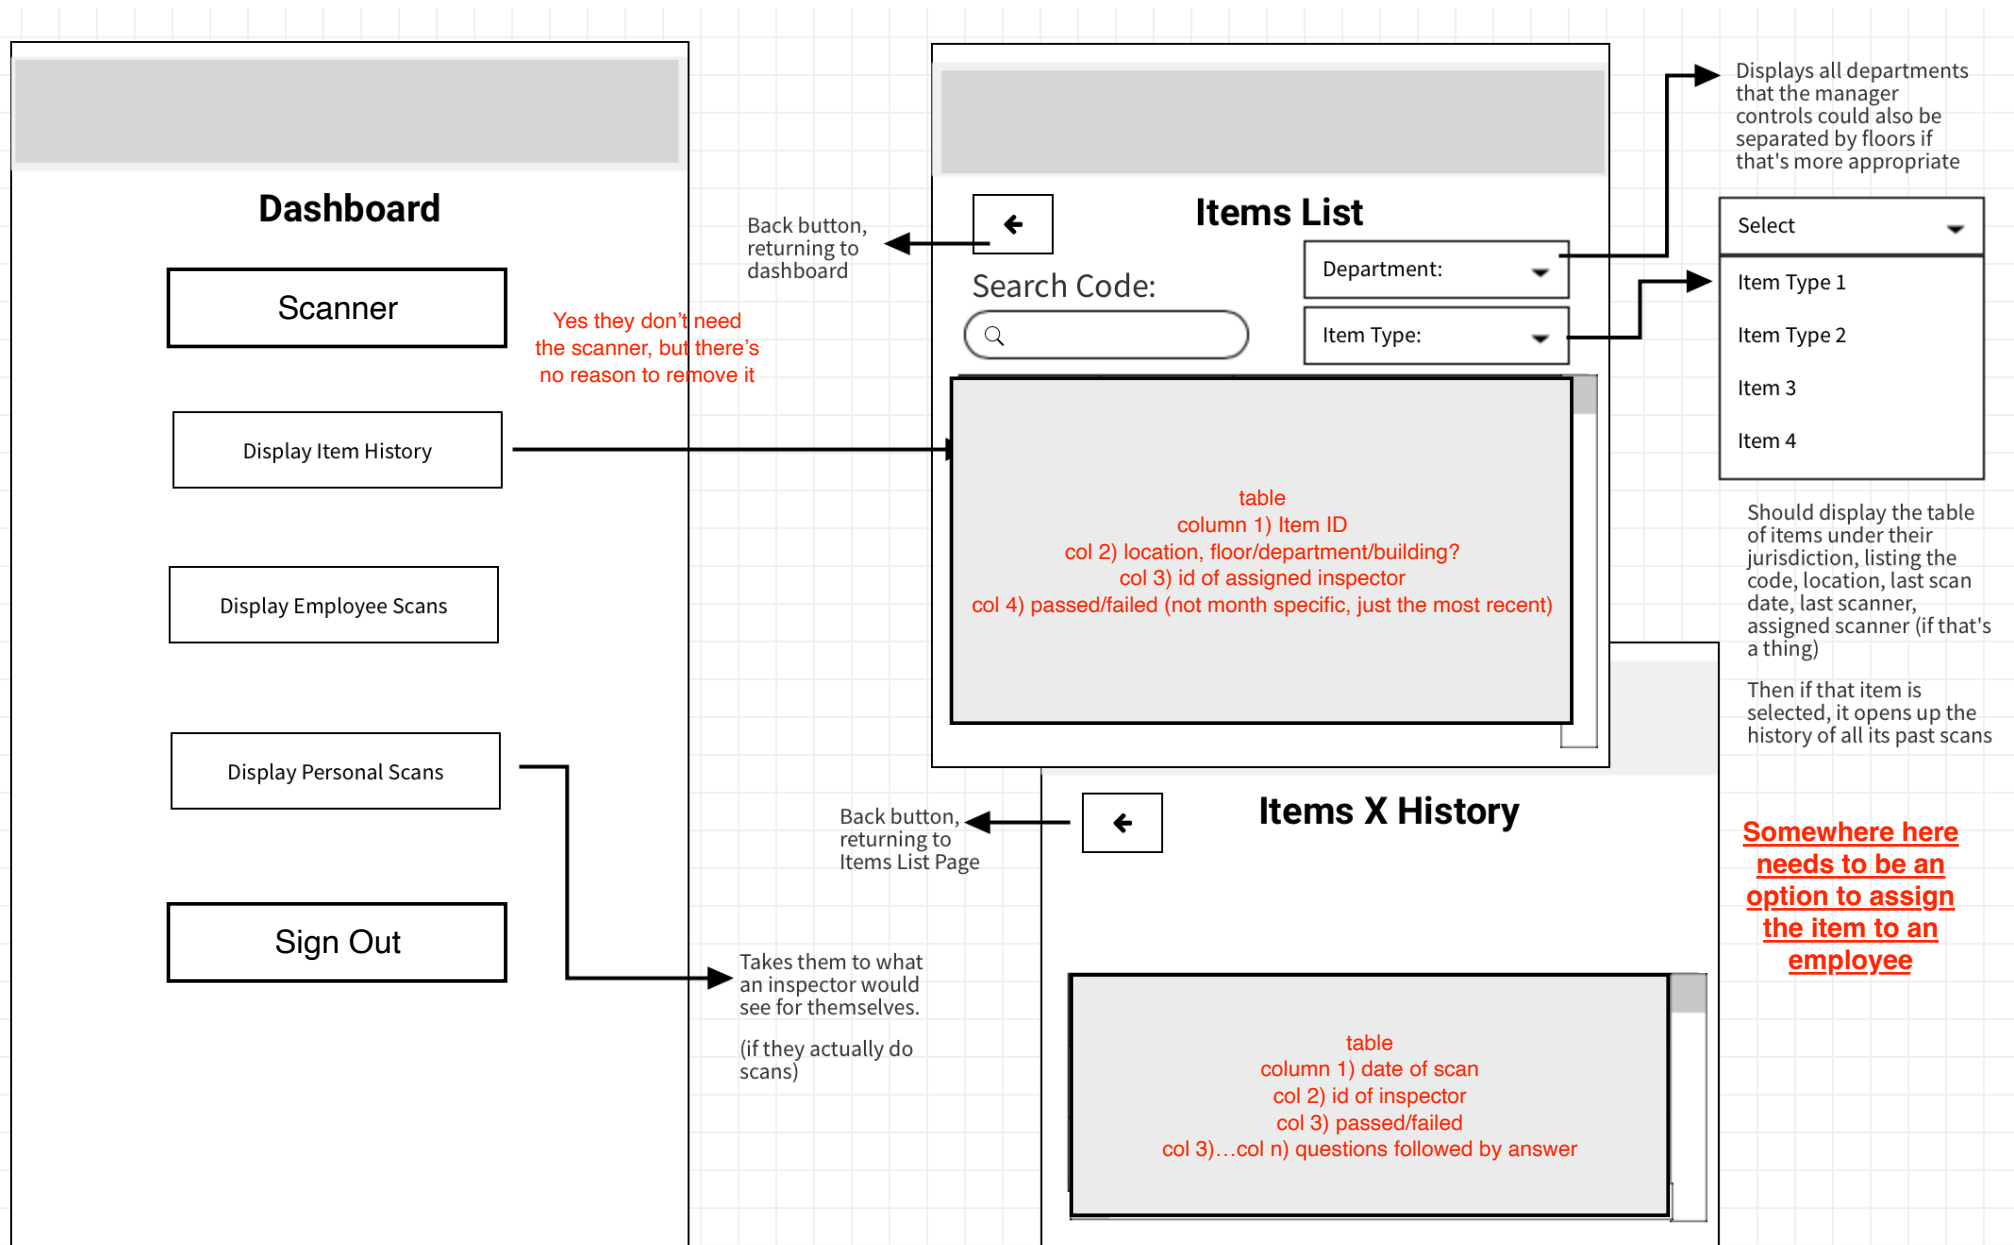 Dashboard
Scanner
Yes they don't need
the scanner, but there's
no reason to remove it
Display Item History
Display Employee Scans
Display Personal Scans
Sign Out
Back button,
returning to
dashboard
Items List
Search Code:
Department:
Item Type:
table
column 1) Item ID
col 2) location, floor/department/building?
col 3) id of assigned inspector
col 4) passed/failed (not month specific, just the most recent)
Displays all departments
that the manager
controls could also be
separated by floors if
that's more appropriate
Select
Item Type 1
Item Type 2
Item 3
Item 4
Should display the table
of items under their
jurisdiction, listing the
code, location, last scan
date, last scanner,
assigned scanner (if that's
a thing)
Then if that item is
selected, it opens up the
history of all its past scans
Back button,
returning to
Items List Page
Items X History
Somewhere here
needs to be an
option to assign
the item to an
employee
Takes them to what
an inspector would
see for themselves.
(if they actually do
scans)
table
column 1) date of scan
col 2) id of inspector
col 3) passed/failed
col 3)...col n) questions followed by answer